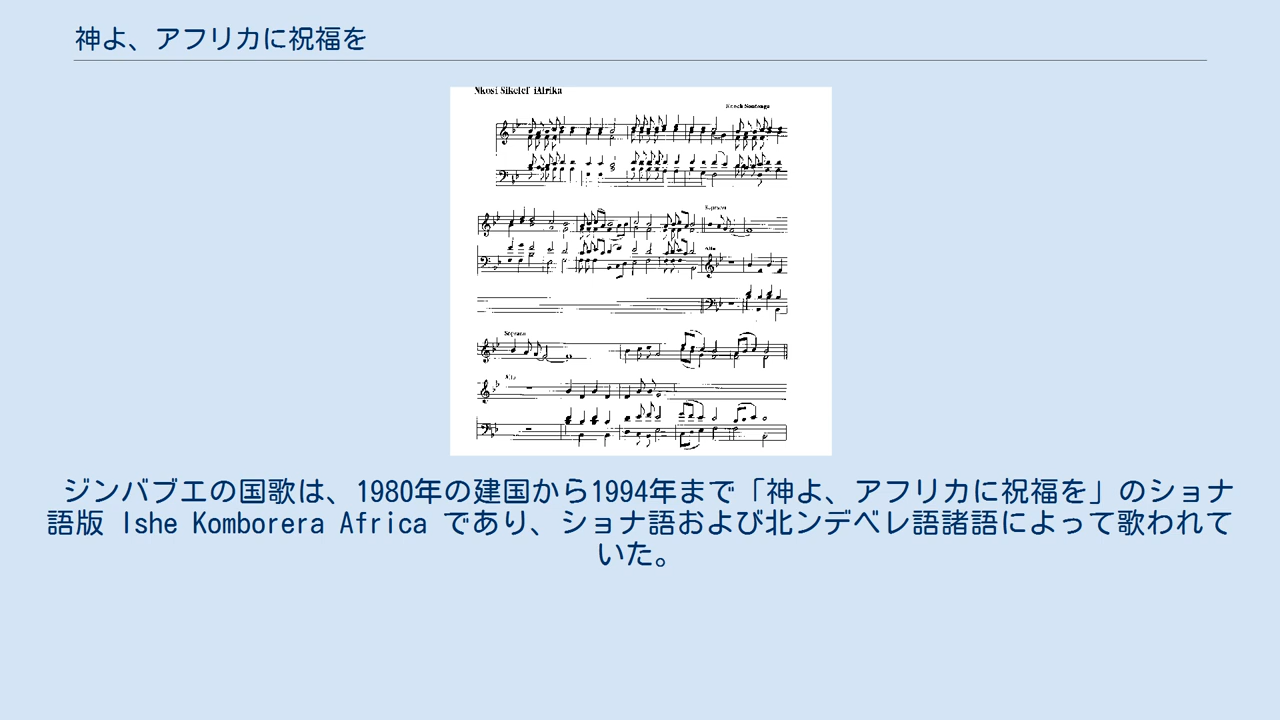 神よ、アフリカに祝福を
Nkosi Sikelel' iAfrika
Enoch Sontonga
Soprano
Alto
Soprano
Alto
ジンバブエの国歌は、1980年の建国から1994年まで「神よ、アフリカに祝福を」のショナ
語版 Ishe Komborera Africa であり、ショナ語および北ンデベレ語諸語によって歌われて
いた。